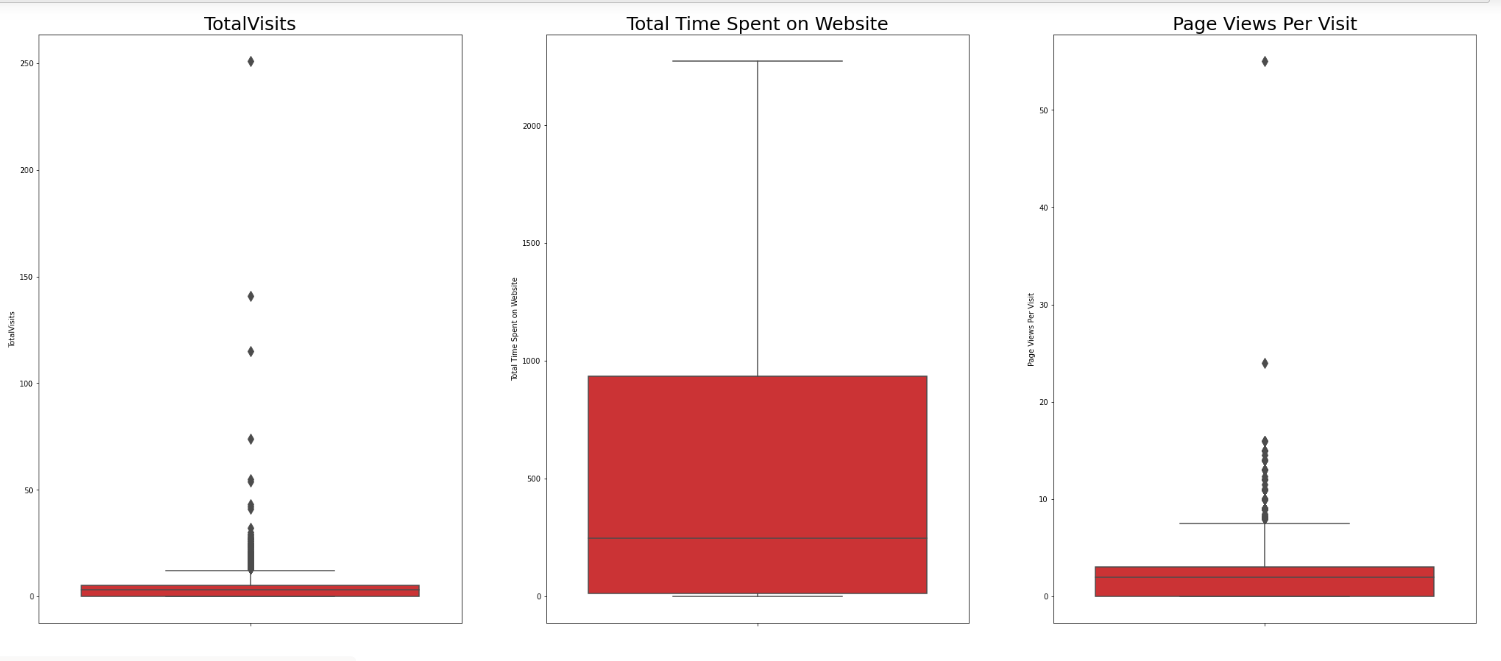 TotalVisits
Total Time Spent on Website
Page Views Per Visit
250
200
150
100
50
0
TotalVisits
2000
1500
1000
500
0
Total Time Spent on Website
50
40
30
20
10
0
Page Views Per Visit